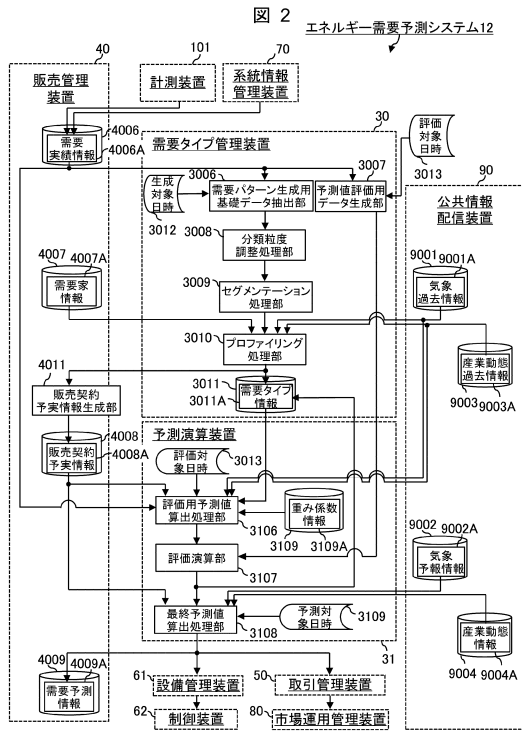 図 2
エネルギー需要予測システム12
40
販売管理
装置
101
計測装置
70
系統情報
管理装置
4006
需要
実績情報
4006A
30
需要タイプ管理装置
評価
対象
日時
3013
生成
対象
日時
3012
3006
需要パターン生成用
基礎データ抽出部
3007
予測値評価用
データ生成部
90
公共情報
配信装置
3008
分類粒度
調整処理部
4007
4007A
需要家
情報
3009
セグメンテーション
処理部
9001
9001A
気象
過去情報
3010
プロファイリング
処理部
産業動態
過去情報
9003
9003A
4011
販売契約
予実情報生成部
3011
3011A
需要タイプ
情報
4008
4008A
販売契約
予実情報
予測演算装置
評価対
象日時
3013
評価用予測値
算出処理部
3106
重み係数
情報
3109
3109A
9002
9002A
気象
予報情報
評価演算部
3107
最終予測値
算出処理部
3108
予測対
象日時
3109
産業動態
情報
9004
9004A
31
4009
4009A
需要予測
情報
61
設備管理装置
50
取引管理装置
62
制御装置
80
市場運用管理装置